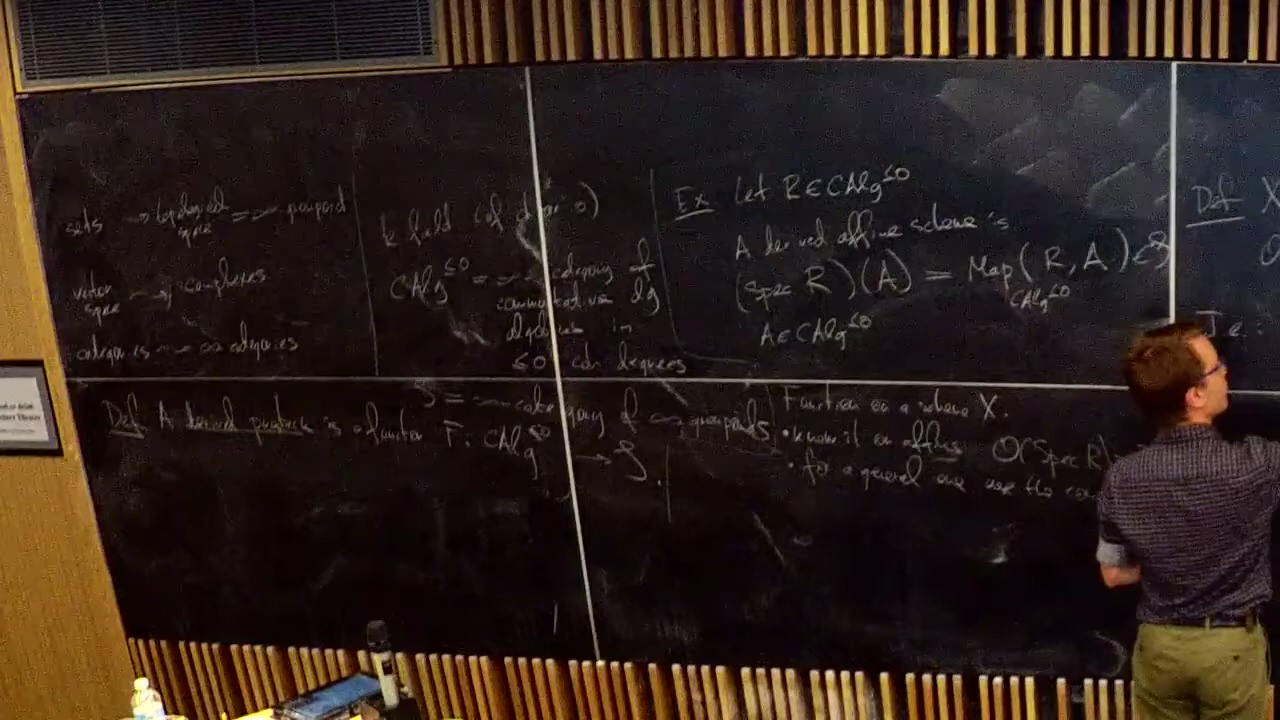 sets ⇝ topological space = ∞-groupoid
vector space ⇝ complexes
categories ⇝ ∞-categories
k field (of char 0)
CAlg^{≤0} = ∞-category of
commutative dg
algebras in
≤0 coh degrees
Ex Let R ∈ CAlg^{≤0}
A derived affine scheme is
(Spec R)(A) = Map_{CAlg^{≤0}}(R, A) ∈ 𝒮
A ∈ CAlg^{≤0}
Def X
I.e.
𝒮 = ∞-category of ∞-groupoids
Def A derived prestack is a functor F: CAlg^{≤0} → 𝒮.
Function on a scheme X.
• know it on affines O(Spec R)
• for a general one use the